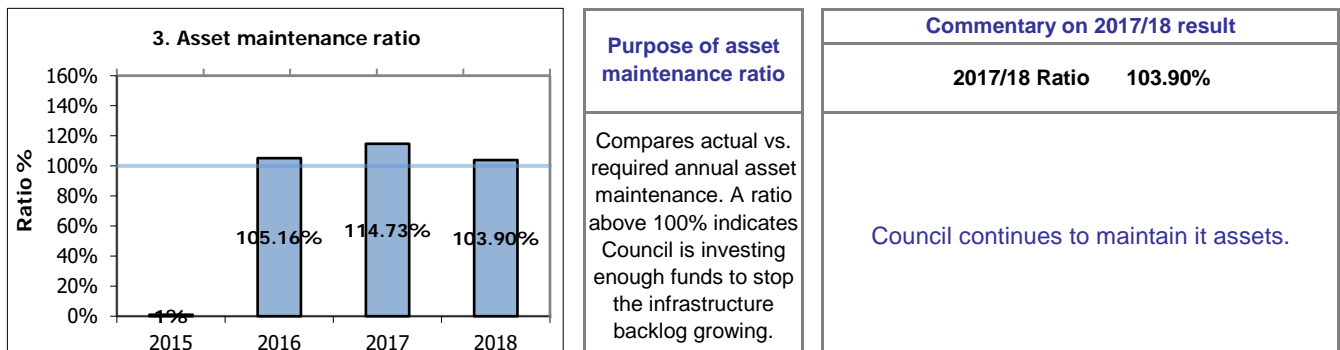 3. Asset maintenance ratio
160%
140%
120%
100%
80%
60%
40%
20%
0%
Ratio %
1%
105.16%
114.73%
103.90%
2015
2016
2017
2018
Purpose of asset
maintenance ratio
Compares actual vs.
required annual asset
maintenance. A ratio
above 100% indicates
Council is investing
enough funds to stop
the infrastructure
backlog growing.
Commentary on 2017/18 result
2017/18 Ratio 103.90%
Council continues to maintain it assets.